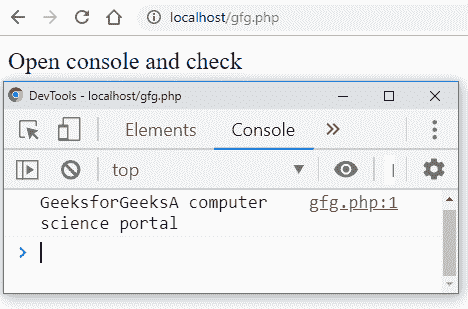 localhost/gfg.php
Open console and check
DevTools - localhost/gfg.php
Elements Console »
top
GeeksforGeeksA computer gfg.php:1
science portal
>